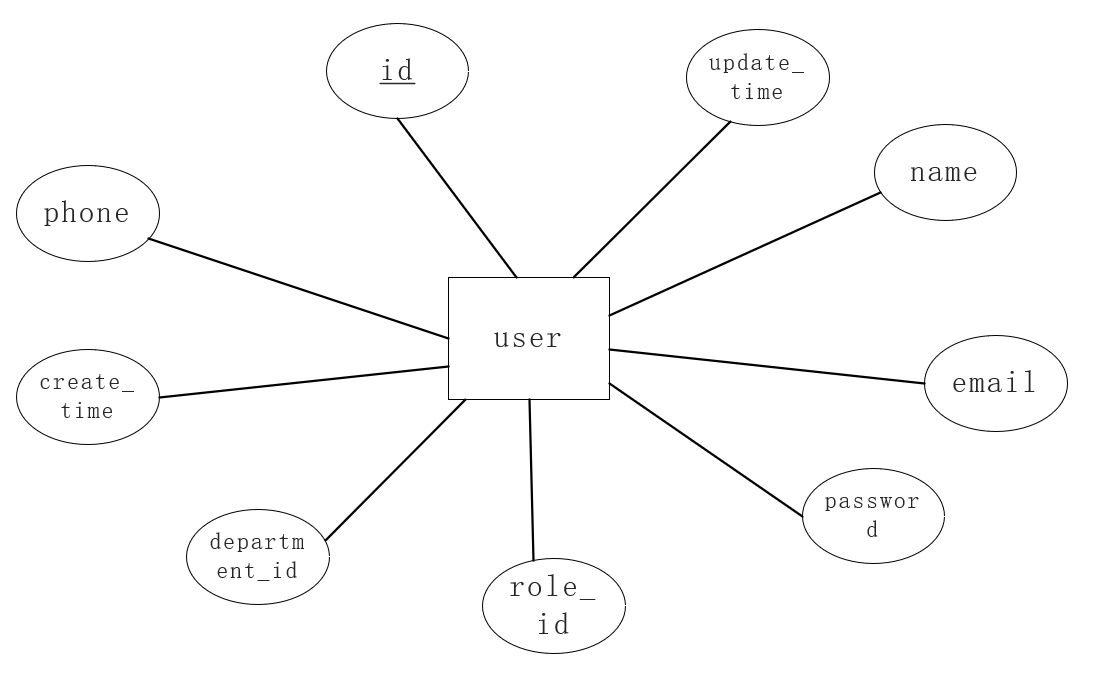 id
update_
time
name
phone
user
create_
time
email
passwor
d
departm
ent_id
role_
id